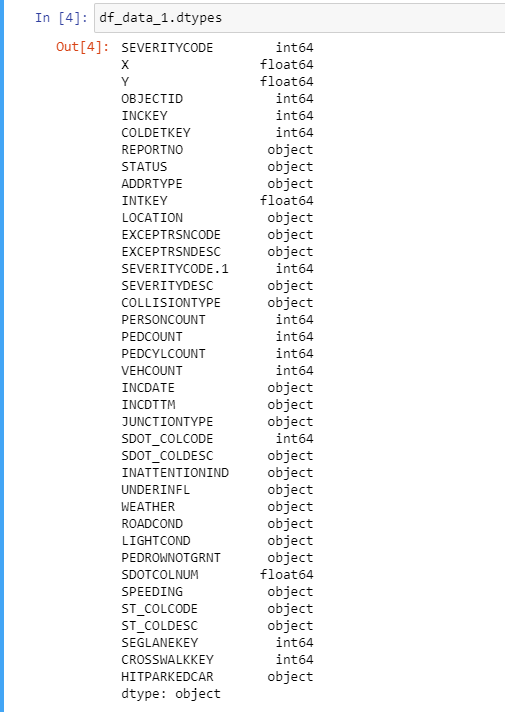 In [4]: df_data_1.dtypes
Out[4]: SEVERITYCODE int64
X float64
Y float64
OBJECTID int64
INCKEY int64
COLDETKEY int64
REPORTNO object
STATUS object
ADDRTYPE object
INTKEY float64
LOCATION object
EXCEPTRSNCODE object
EXCEPTRSNDESC object
SEVERITYCODE.1 int64
SEVERITYDESC object
COLLISIONTYPE object
PERSONCOUNT int64
PEDCOUNT int64
PEDCYLCOUNT int64
VEHCOUNT int64
INCDATE object
INCDTTM object
JUNCTIONTYPE object
SDOT_COLCODE int64
SDOT_COLDESC object
INATTENTIONIND object
UNDERINFL object
WEATHER object
ROADCOND object
LIGHTCOND object
PEDROWNOTGRNT object
SDOTCOLNUM float64
SPEEDING object
ST_COLCODE object
ST_COLDESC object
SEGLANEKEY int64
CROSSWALKKEY int64
HITPARKEDCAR object
dtype: object